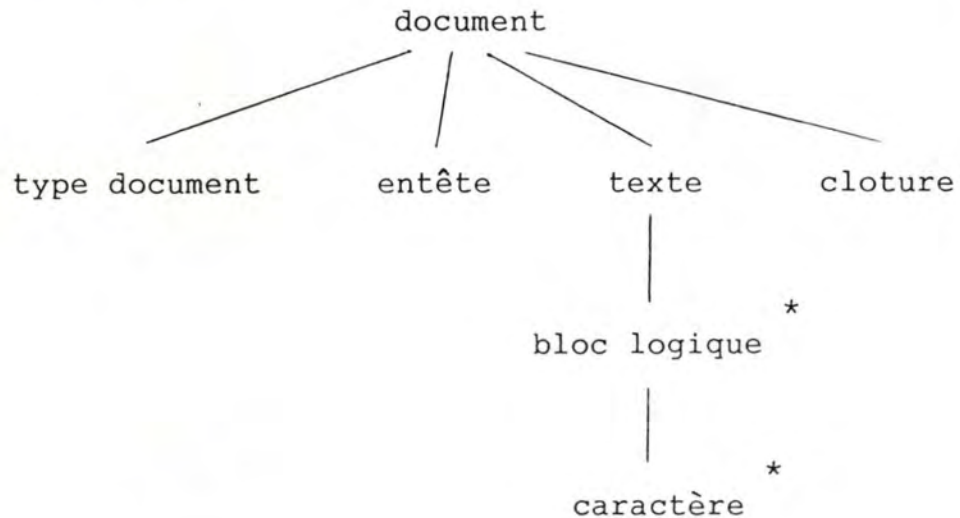 document
type document entête texte cloture
*
bloc logique
*
caractère